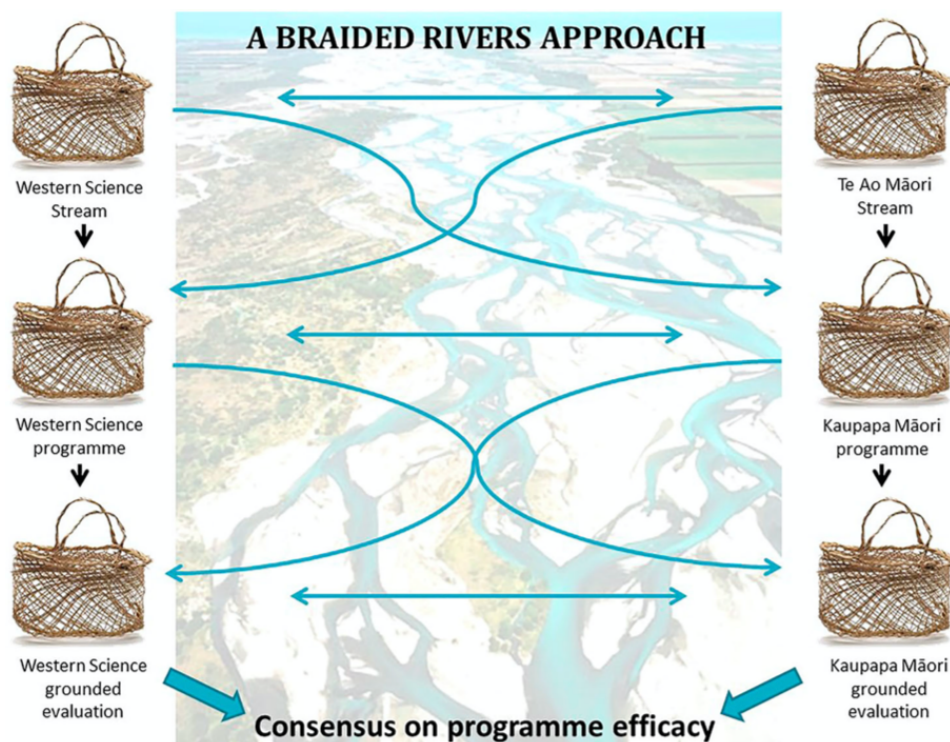 A BRAIDED RIVERS APPROACH
Western Science
Stream
Te Ao Māori
Stream
Western Science
programme
Kaupapa Māori
programme
Western Science
grounded
evaluation
Kaupapa Māori
grounded
evaluation
Consensus on programme efficacy